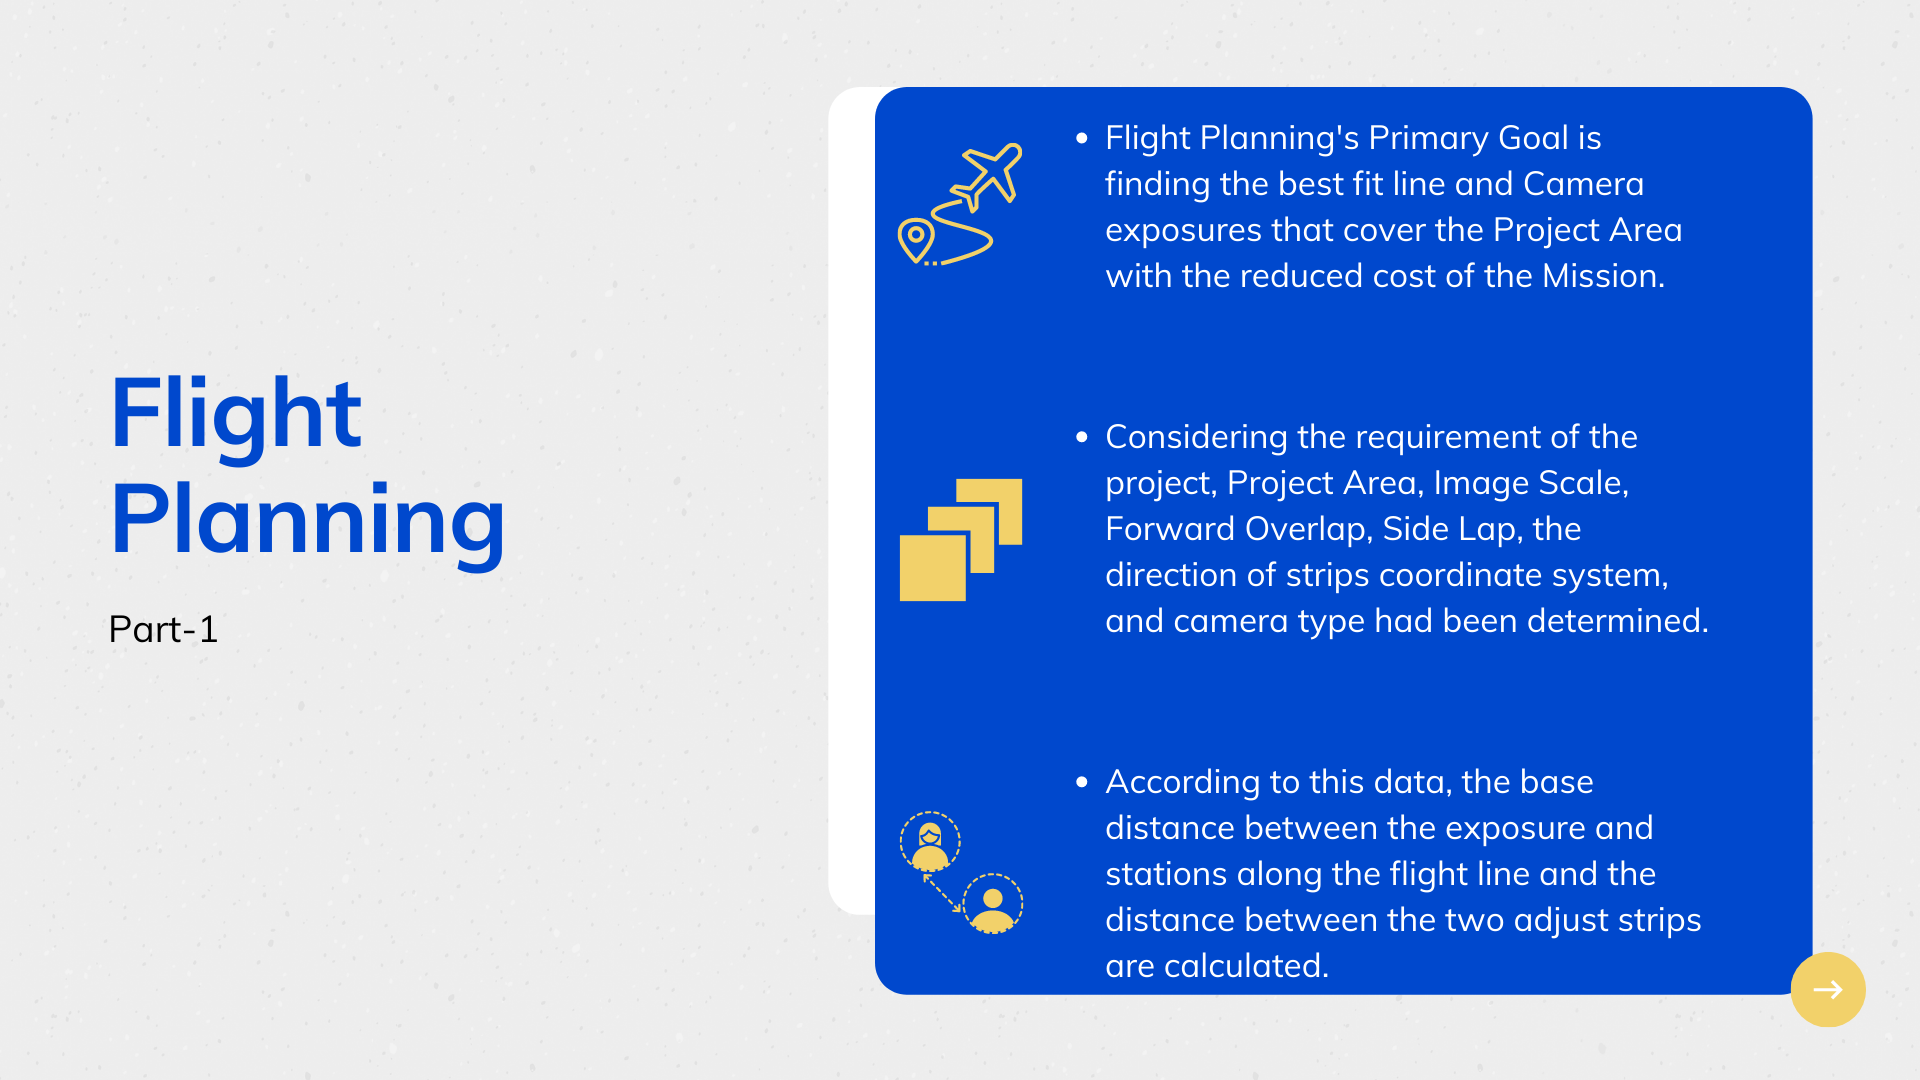 Flight
Planning
Part-1
• Flight Planning's Primary Goal is
finding the best fit line and Camera
exposures that cover the Project Area
with the reduced cost of the Mission.
• Considering the requirement of the
project, Project Area, Image Scale,
Forward Overlap, Side Lap, the
direction of strips coordinate system,
and camera type had been determined.
• According to this data, the base
distance between the exposure and
stations along the flight line and the
distance between the two adjust strips
are calculated.